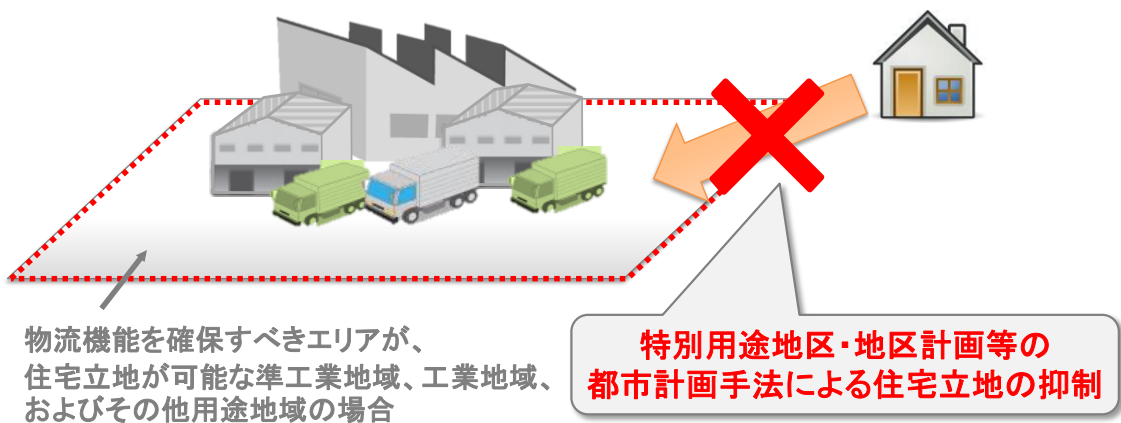 物流機能を確保すべきエリアが、
住宅立地が可能な準工業地域、工業地域、
およびその他用途地域の場合
特別用途地区・地区計画等の
都市計画手法による住宅立地の抑制